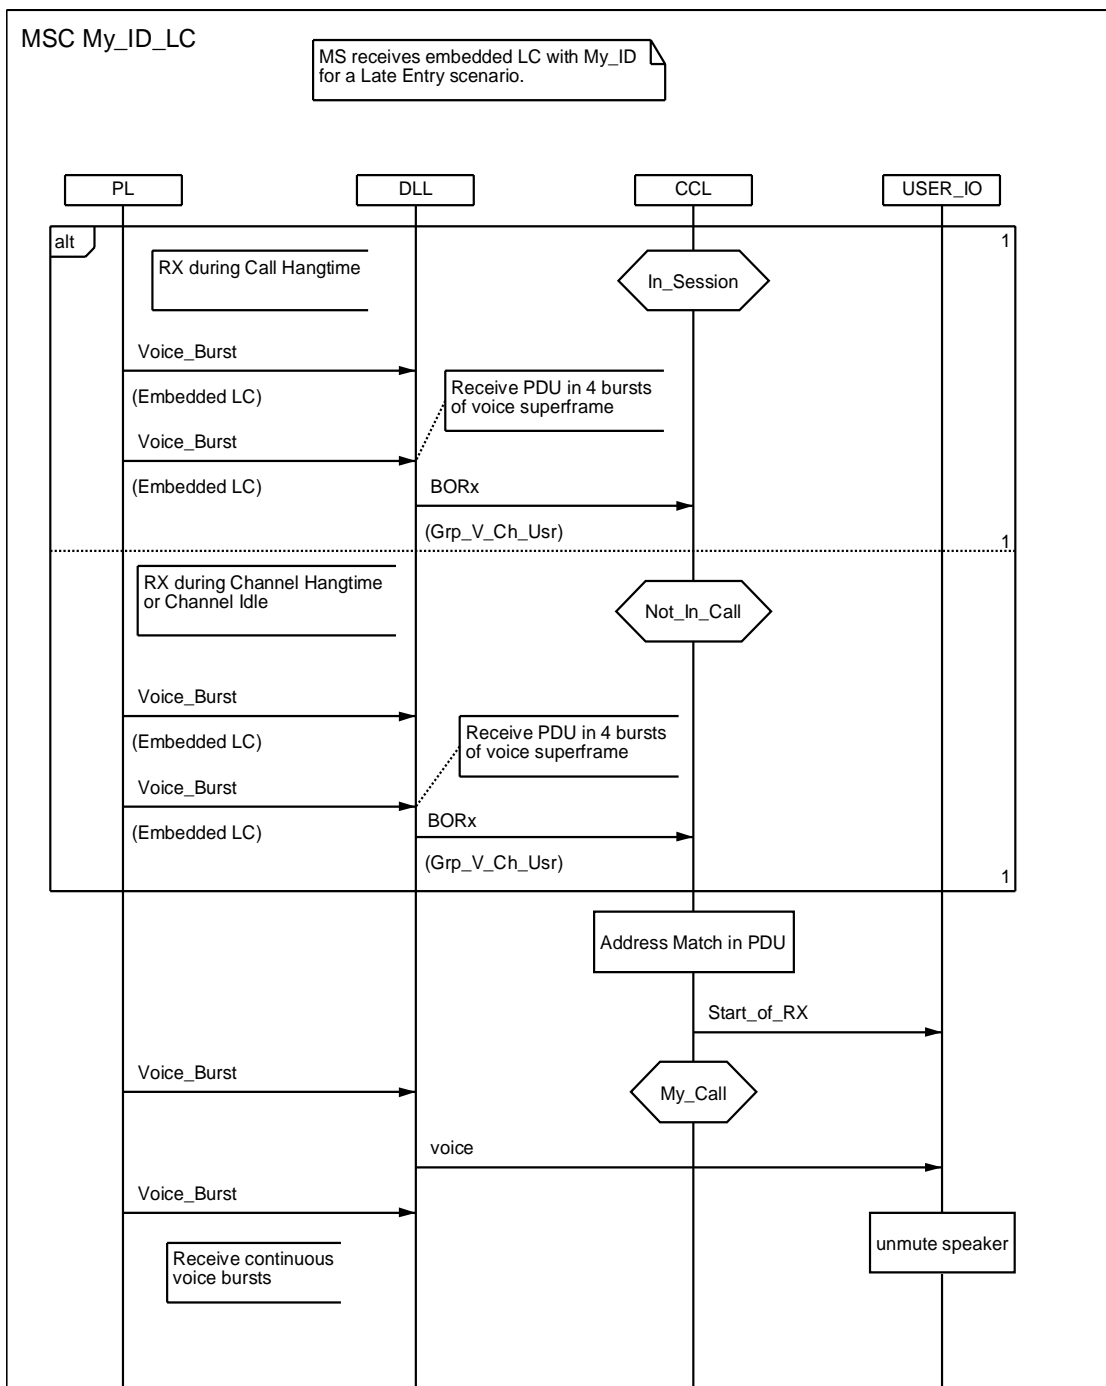 MSC My_ID_LC
MS receives embedded LC with My_ID
for a Late Entry scenario.
PL
DLL
CCL
USER_IO
alt
1
RX during Call Hangtime
In_Session
Voice_Burst
(Embedded LC)
Receive PDU in 4 bursts
of voice superframe
Voice_Burst
(Embedded LC)
BORx
(Grp_V_Ch_Usr)
1
RX during Channel Hangtime
or Channel Idle
Not_In_Call
Voice_Burst
(Embedded LC)
Receive PDU in 4 bursts
of voice superframe
Voice_Burst
(Embedded LC)
BORx
(Grp_V_Ch_Usr)
1
Address Match in PDU
Start_of_RX
Voice_Burst
My_Call
voice
Voice_Burst
unmute speaker
Receive continuous
voice bursts